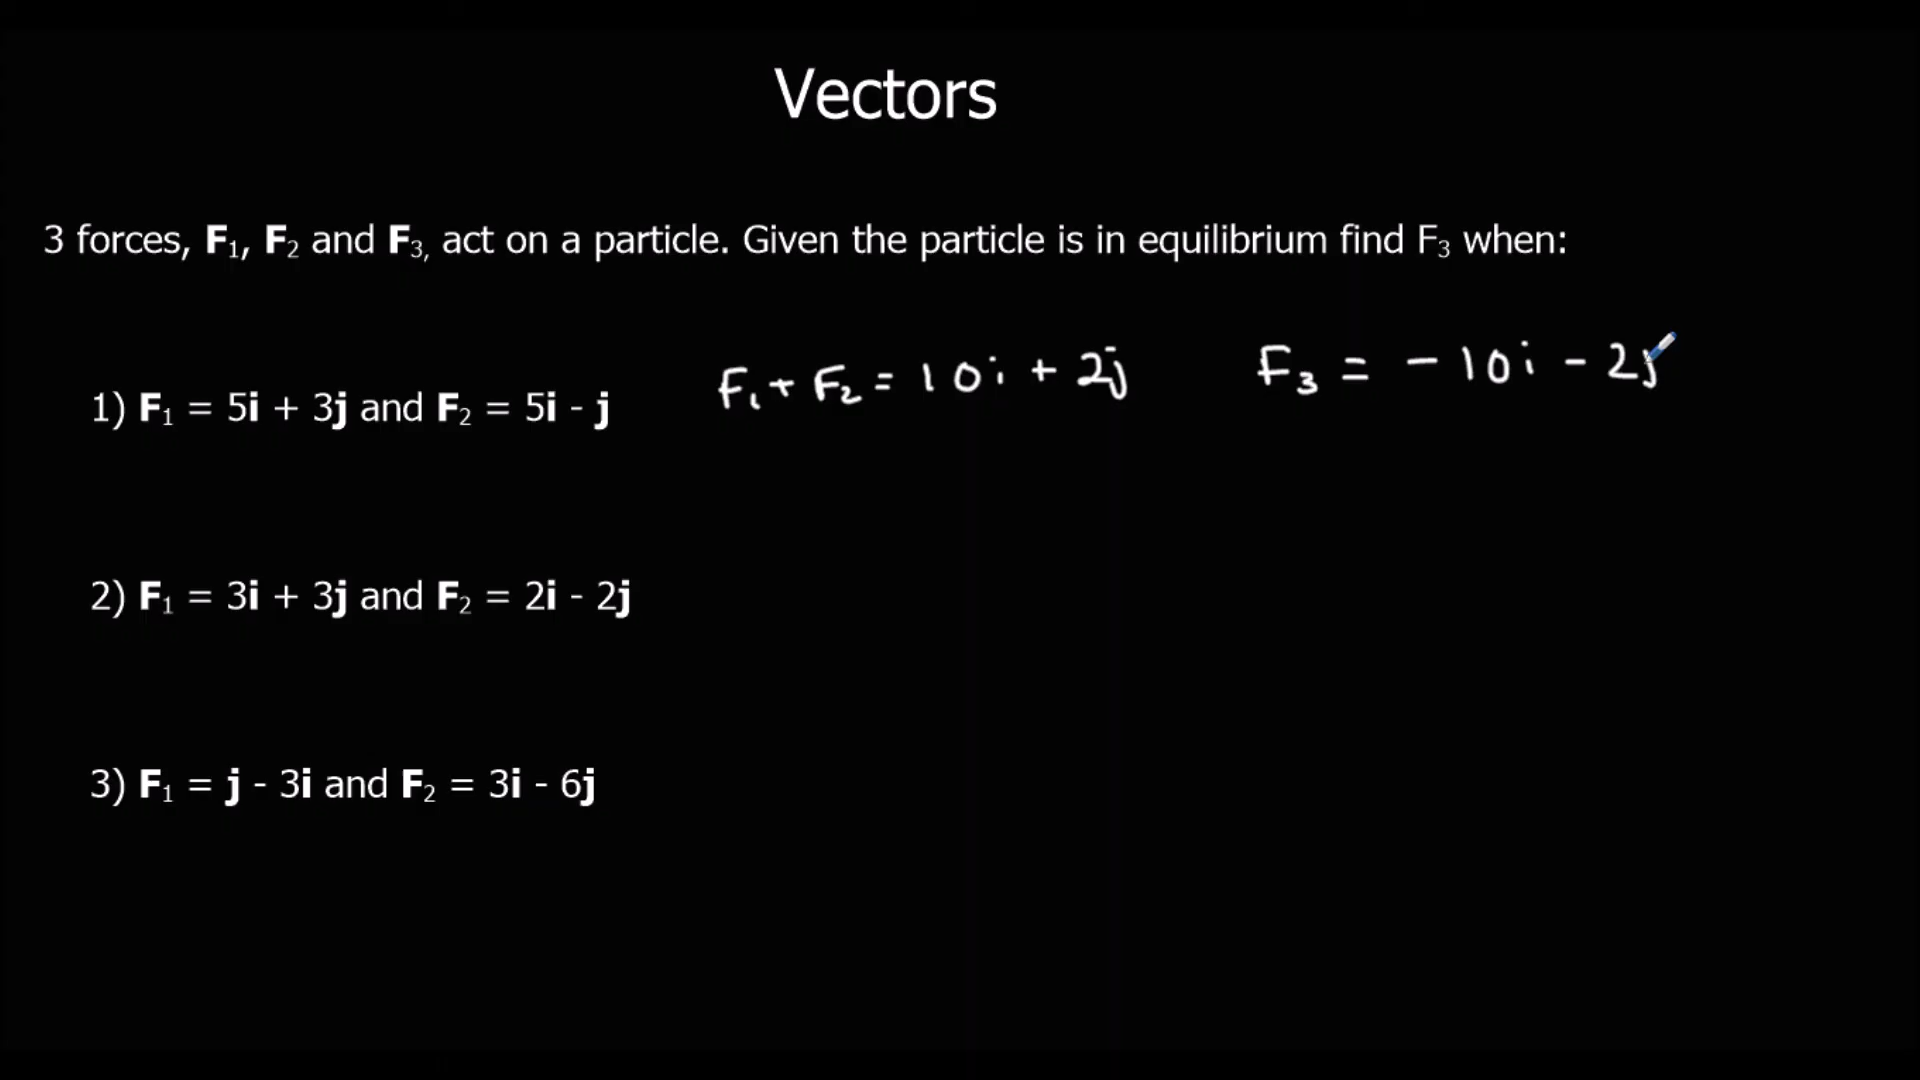 Vectors
3 forces, F₁, F₂ and F₃, act on a particle. Given the particle is in equilibrium find F₃ when:
1) F₁ = 5i + 3j and F₂ = 5i - j
F₁ + F₂ = 10i + 2j
F₃ = - 10i - 2j
2) F₁ = 3i + 3j and F₂ = 2i - 2j
3) F₁ = j - 3i and F₂ = 3i - 6j